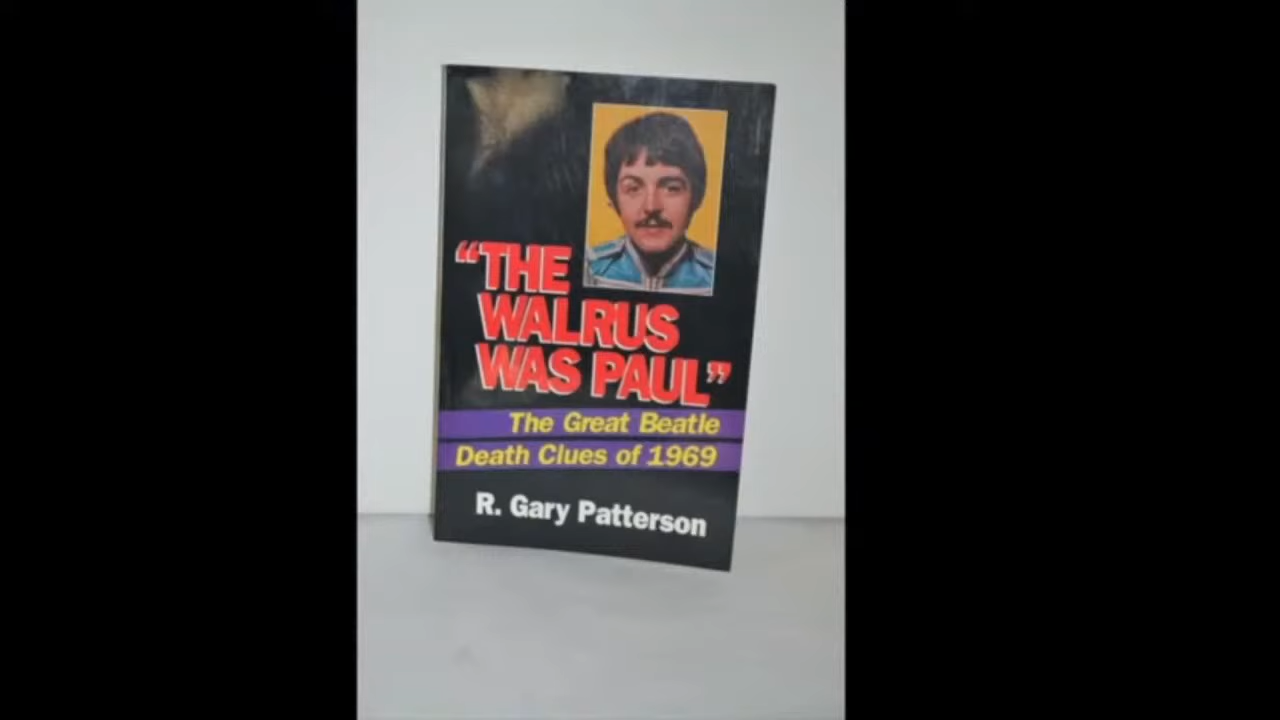 “THE
WALRUS
WAS PAUL”
The Great Beatle
Death Clues of 1969
R. Gary Patterson